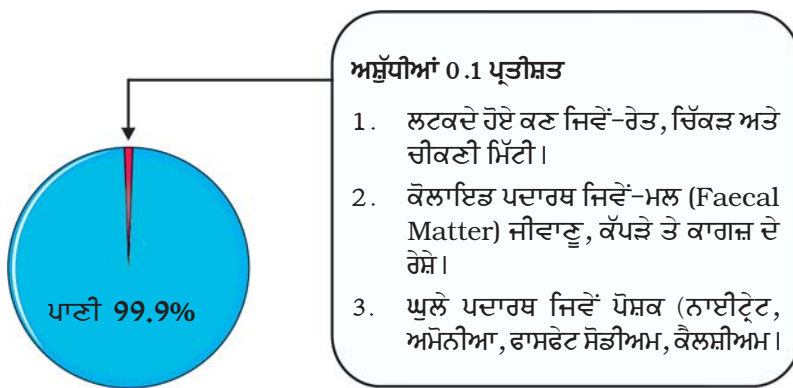 ਅਸ਼ੁੱਧੀਆਂ 0.1 ਪ੍ਰਤੀਸ਼ਤ
1. ਲਟਕਦੇ ਹੋਏ ਕਣ ਜਿਵੇਂ-ਰੇਤ, ਚਿੱਕੜ ਅਤੇ
ਚੀਕਣੀ ਮਿੱਟੀ।
2. ਕੋਲਾਇਡ ਪਦਾਰਥ ਜਿਵੇਂ-ਮਲ (Faecal
Matter) ਜੀਵਾਣੂ, ਕੱਪੜੇ ਤੇ ਕਾਗਜ਼ ਦੇ
ਰੇਸ਼ੇ।
3. ਘੁਲੇ ਪਦਾਰਥ ਜਿਵੇਂ ਪੋਸ਼ਕ (ਨਾਈਟ੍ਰੇਟ,
ਅਮੋਨੀਆ, ਫਾਸਫੇਟ ਸੋਡੀਅਮ, ਕੈਲਸ਼ੀਅਮ।
ਪਾਣੀ 99.9%